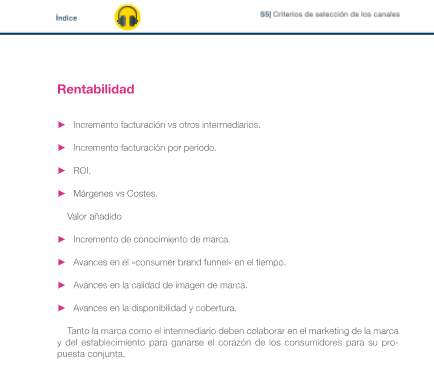 Índice
S5| Criterios de selección de los canales
Rentabilidad
► Incremento facturación vs otros intermediarios.
► Incremento facturación por periodo.
► ROI.
► Márgenes vs Costes.
Valor añadido
► Incremento de conocimiento de marca.
► Avances en el «consumer brand funnel» en el tiempo.
► Avances en la calidad de imagen de marca.
► Avances en la disponibilidad y cobertura.
Tanto la marca como el intermediario deben colaborar en el marketing de la marca
y del establecimiento para ganarse el corazón de los consumidores para su pro-
puesta conjunta.